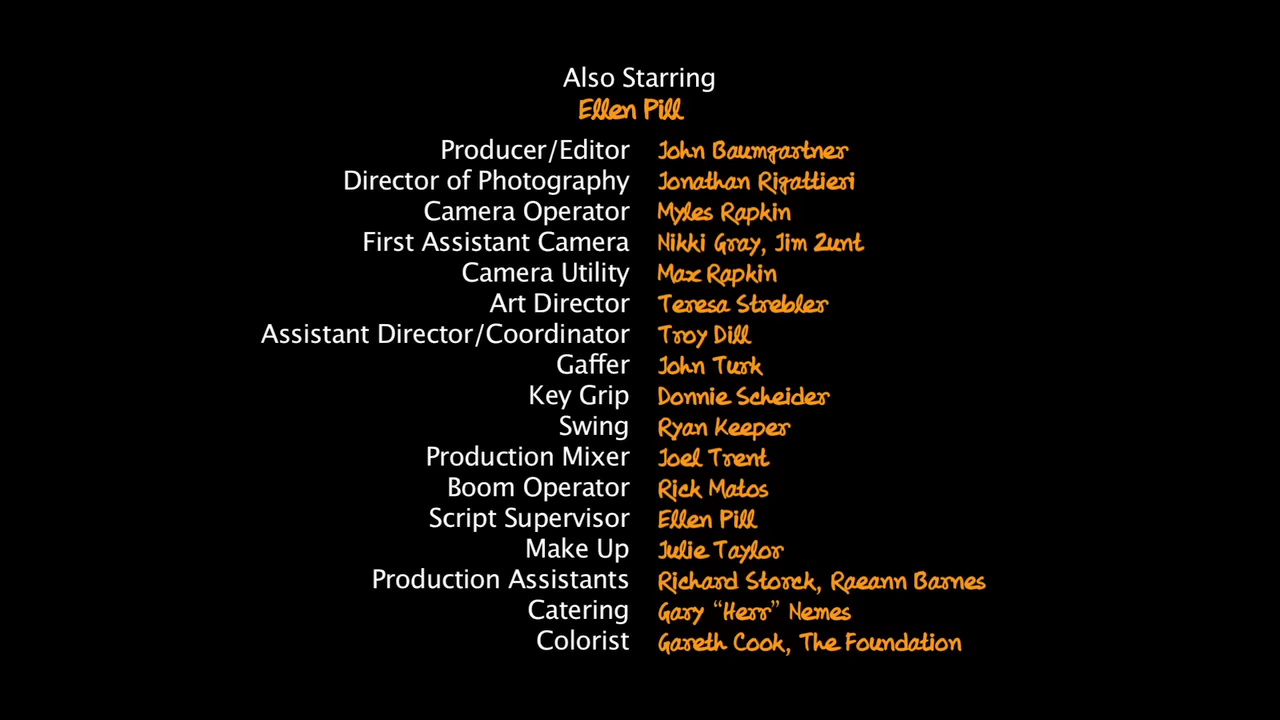 Also Starring
Ellen Pill
Producer/Editor John Baumgartner
Director of Photography Jonathan Rigattieri
Camera Operator Myles Rapkin
First Assistant Camera Nikki Gray, Jim Zunt
Camera Utility Max Rapkin
Art Director Teresa Strebler
Assistant Director/Coordinator Troy Dill
Gaffer John Turk
Key Grip Donnie Scheider
Swing Ryan Keeper
Production Mixer Joel Trent
Boom Operator Rick Matos
Script Supervisor Ellen Pill
Make Up Julie Taylor
Production Assistants Richard Storck, Raeann Barnes
Catering Gary “Herr” Nemes
Colorist Gareth Cook, The Foundation